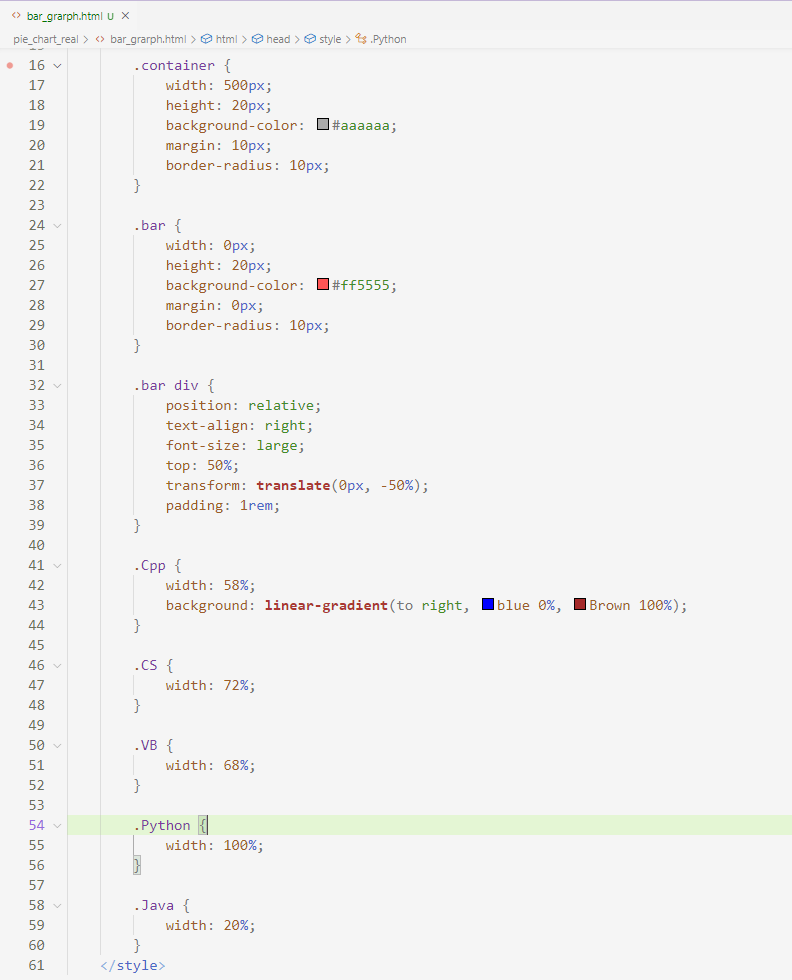 bar_grarph.html U ×
pie_chart_real > bar_grarph.html > html > head > style > .Python
15
16 .container {
17 width: 500px;
18 height: 20px;
19 background-color: #aaaaaa;
20 margin: 10px;
21 border-radius: 10px;
22 }
23
24 .bar {
25 width: 0px;
26 height: 20px;
27 background-color: #ff5555;
28 margin: 0px;
29 border-radius: 10px;
30 }
31
32 .bar div {
33 position: relative;
34 text-align: right;
35 font-size: large;
36 top: 50%;
37 transform: translate(0px, -50%);
38 padding: 1rem;
39 }
40
41 .Cpp {
42 width: 58%;
43 background: linear-gradient(to right, blue 0%, Brown 100%);
44 }
45
46 .CS {
47 width: 72%;
48 }
49
50 .VB {
51 width: 68%;
52 }
53
54 .Python {
55 width: 100%;
56 }
57
58 .Java {
59 width: 20%;
60 }
61 </style>